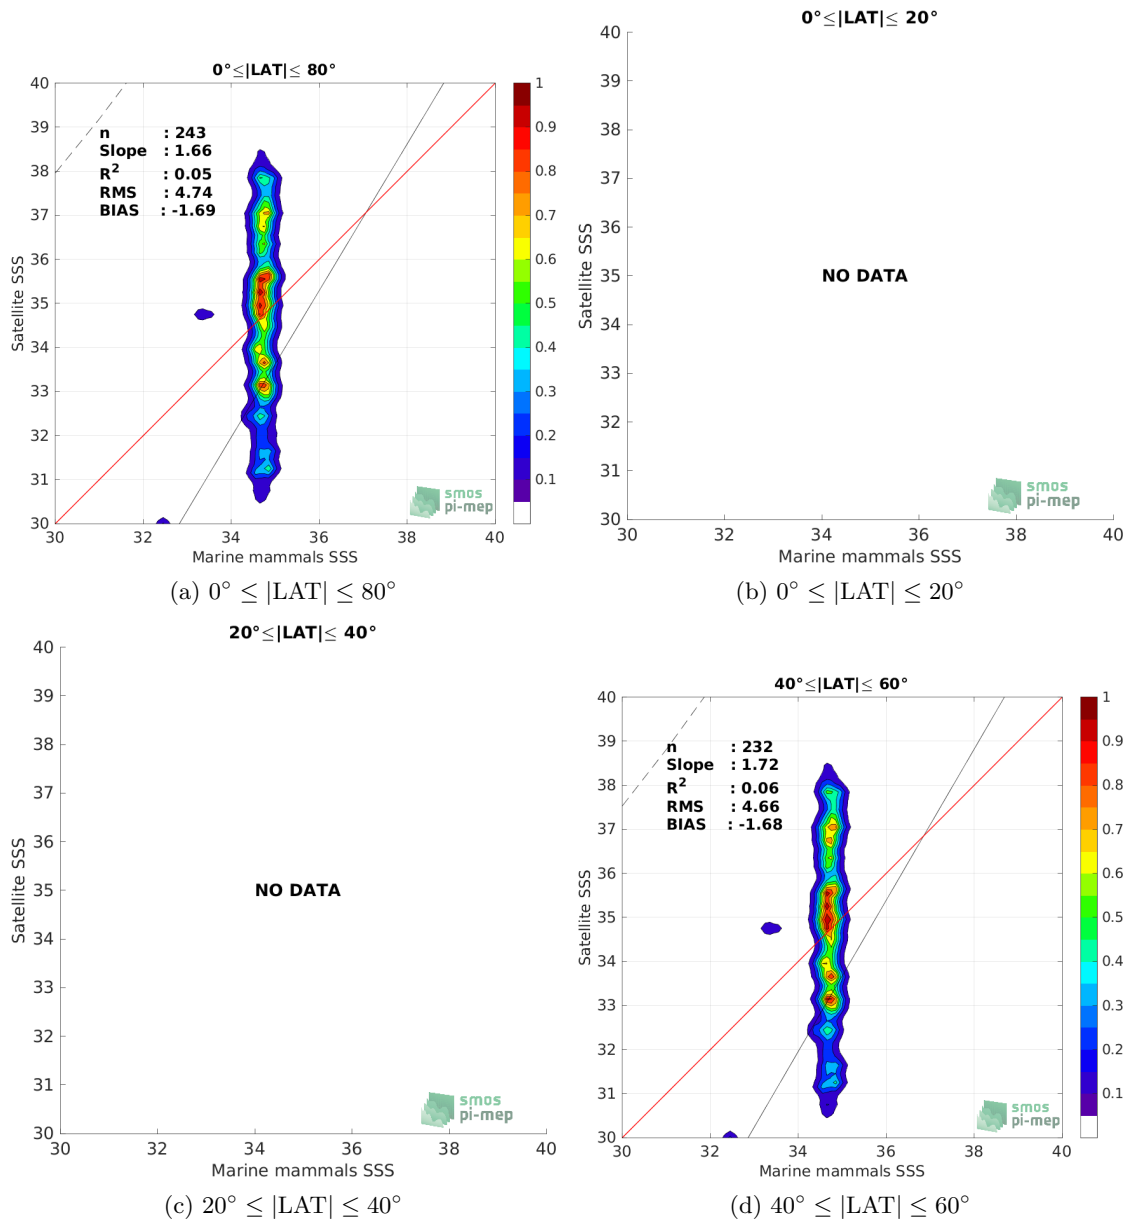 0°≤|LAT|≤ 80°
40
39
38
37
36
35
34
33
32
31
30
Satellite SSS
n : 243
Slope : 1.66
R² : 0.05
RMS : 4.74
BIAS : -1.69
smos
pi-mep
30 32 34 36 38 40
Marine mammals SSS
1
0.9
0.8
0.7
0.6
0.5
0.4
0.3
0.2
0.1
(a) 0° ≤ |LAT| ≤ 80°
0°≤|LAT|≤ 20°
40
39
38
37
36
35
34
33
32
31
30
Satellite SSS
NO DATA
smos
pi-mep
30 32 34 36 38 40
Marine mammals SSS
(b) 0° ≤ |LAT| ≤ 20°
20°≤|LAT|≤ 40°
40
39
38
37
36
35
34
33
32
31
30
Satellite SSS
NO DATA
smos
pi-mep
30 32 34 36 38 40
Marine mammals SSS
(c) 20° ≤ |LAT| ≤ 40°
40°≤|LAT|≤ 60°
40
39
38
37
36
35
34
33
32
31
30
Satellite SSS
n : 232
Slope : 1.72
R² : 0.06
RMS : 4.66
BIAS : -1.68
smos
pi-mep
30 32 34 36 38 40
Marine mammals SSS
1
0.9
0.8
0.7
0.6
0.5
0.4
0.3
0.2
0.1
(d) 40° ≤ |LAT| ≤ 60°